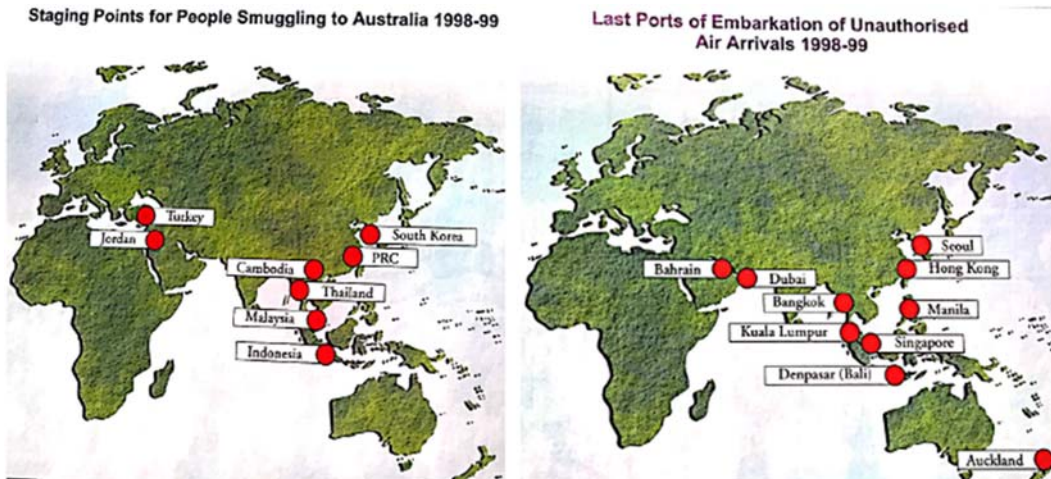 Staging Points for People Smuggling to Australia 1998-99
Turkey
Jordan
South Korea
PRC
Cambodia
Thailand
Malaysia
Indonesia
Last Ports of Embarkation of Unauthorised
Air Arrivals 1998-99
Seoul
Bahrain
Hong Kong
Dubai
Bangkok
Manila
Kuala Lumpur
Singapore
Denpasar (Bali)
Auckland